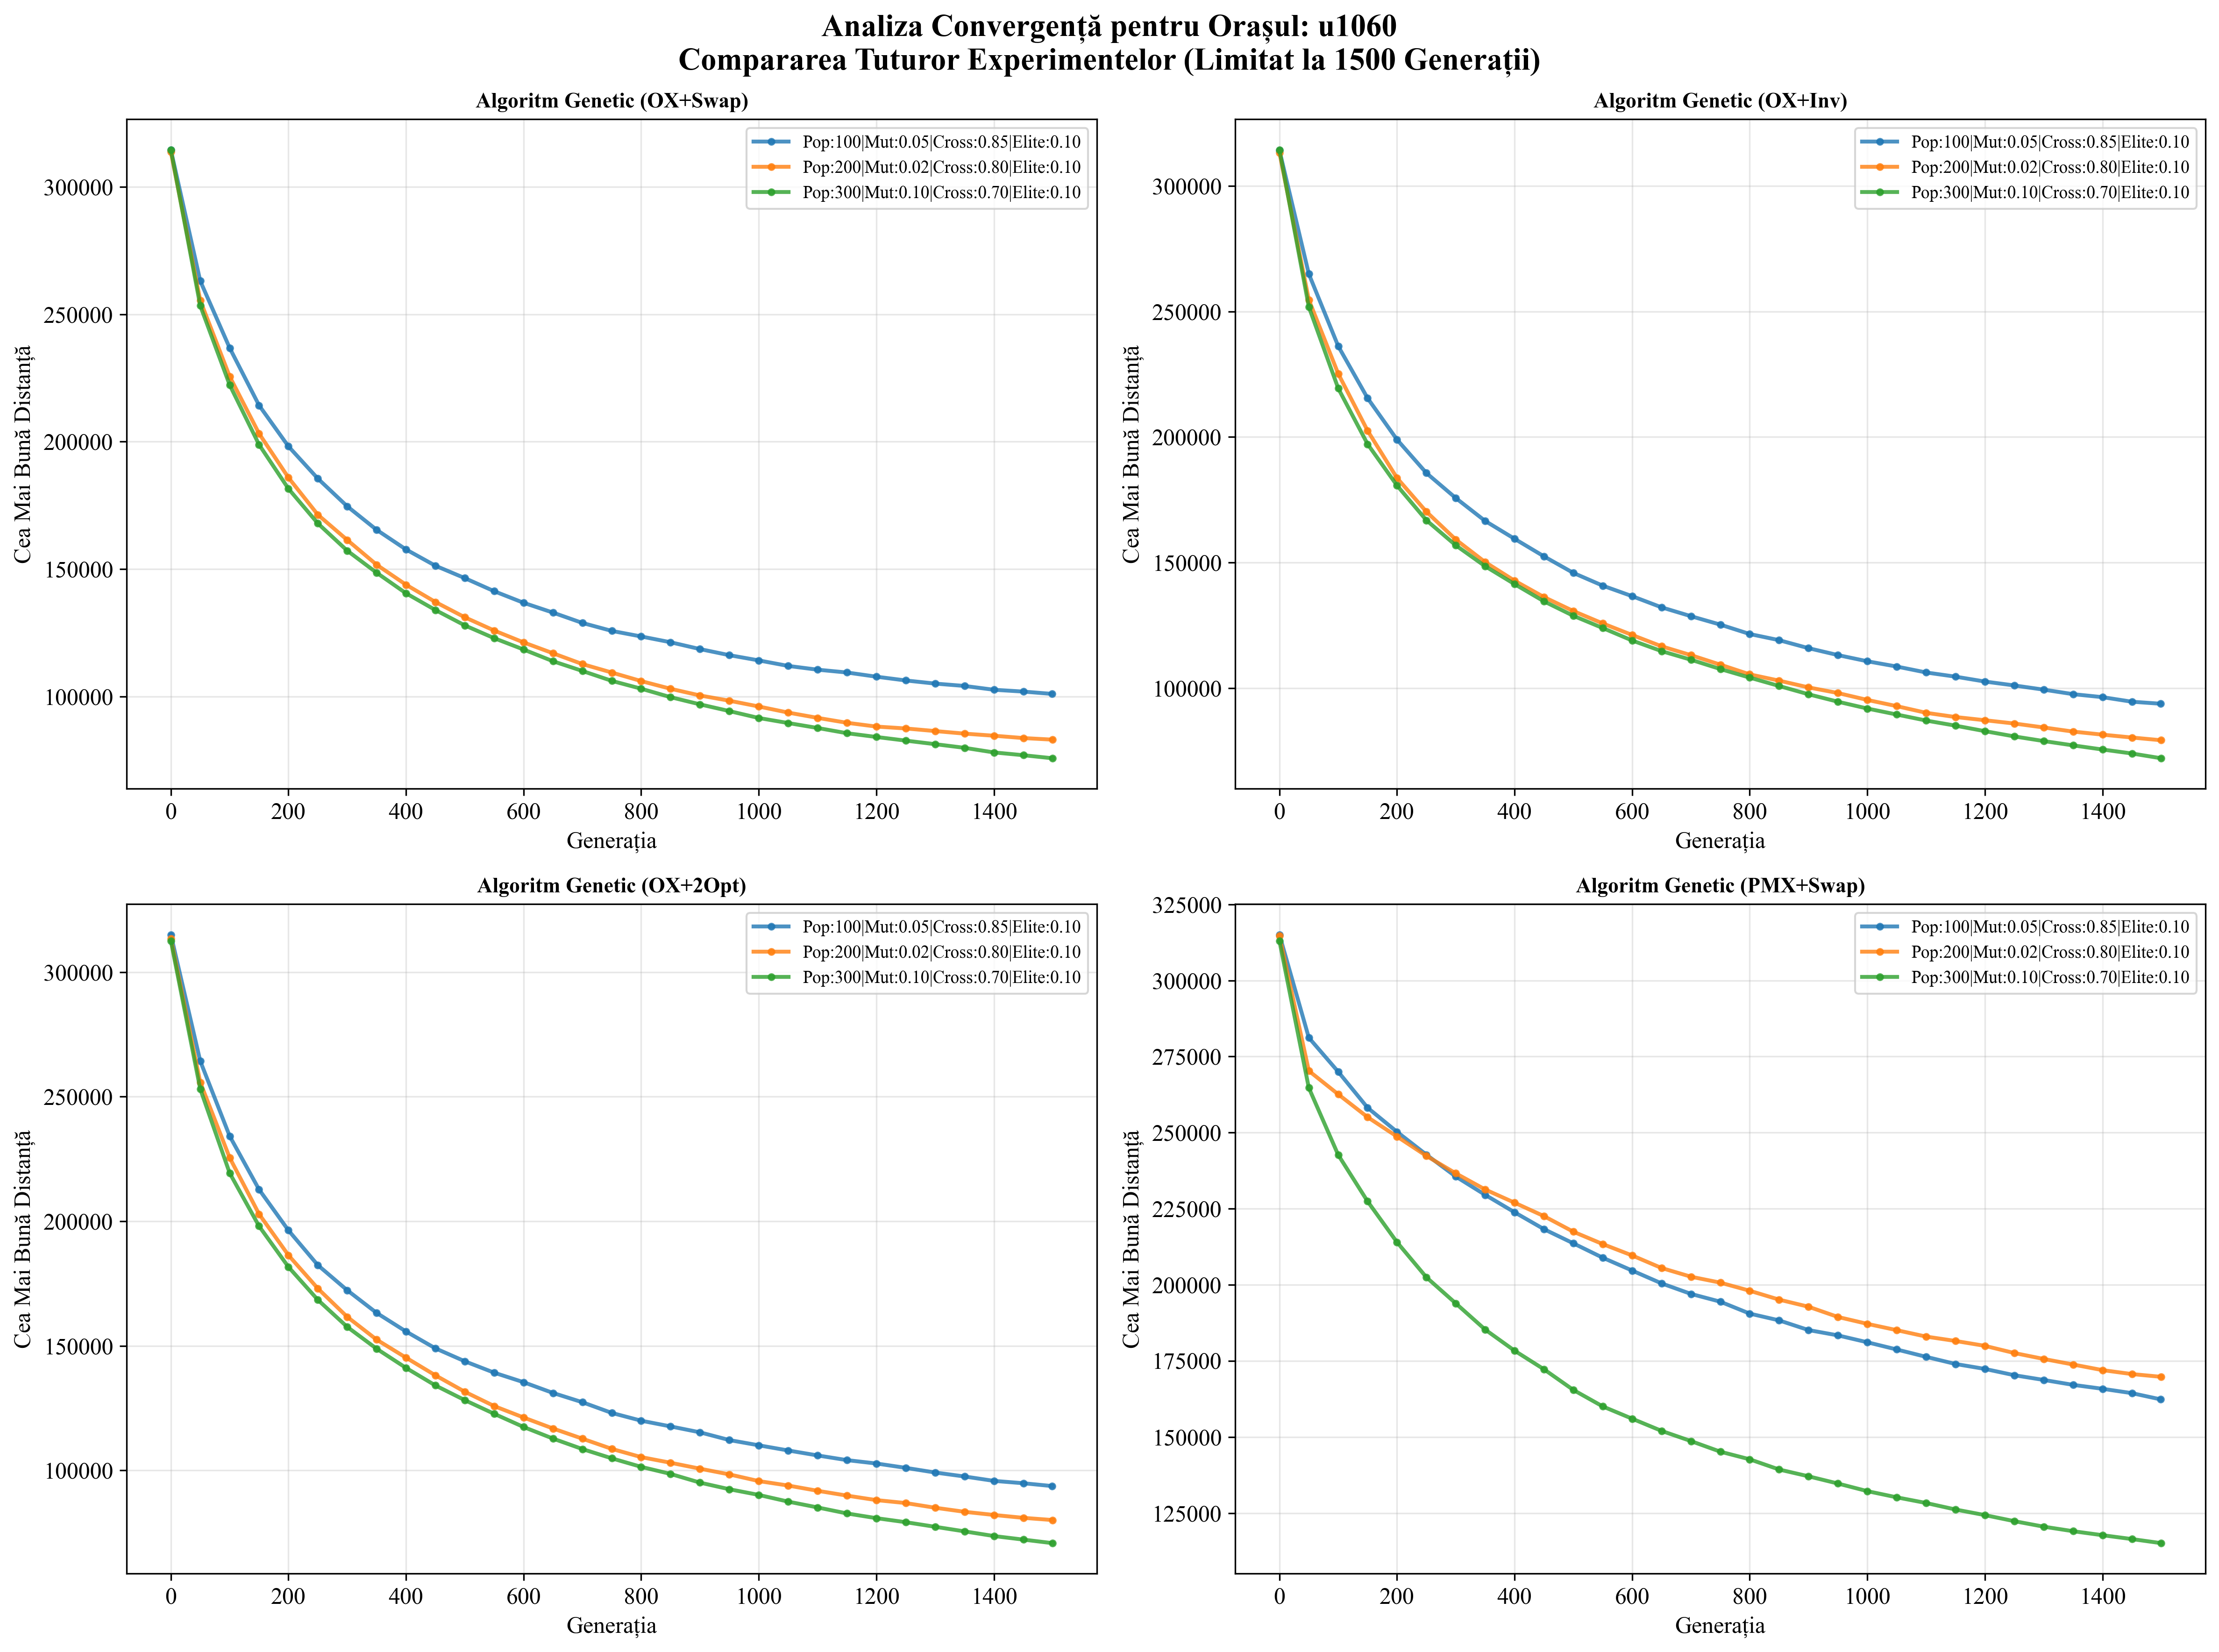 Analiza Convergență pentru Orașul: u1060
Compararea Tuturor Experimentelor (Limitat la 1500 Generații)
Algoritm Genetic (OX+Swap)
Pop:100|Mut:0.05|Cross:0.85|Elite:0.10
Pop:200|Mut:0.02|Cross:0.80|Elite:0.10
Pop:300|Mut:0.10|Cross:0.70|Elite:0.10
Cea Mai Bună Distanță
300000
250000
200000
150000
100000
0 200 400 600 800 1000 1200 1400
Generația
Algoritm Genetic (OX+Inv)
Pop:100|Mut:0.05|Cross:0.85|Elite:0.10
Pop:200|Mut:0.02|Cross:0.80|Elite:0.10
Pop:300|Mut:0.10|Cross:0.70|Elite:0.10
Cea Mai Bună Distanță
300000
250000
200000
150000
100000
0 200 400 600 800 1000 1200 1400
Generația
Algoritm Genetic (OX+2Opt)
Pop:100|Mut:0.05|Cross:0.85|Elite:0.10
Pop:200|Mut:0.02|Cross:0.80|Elite:0.10
Pop:300|Mut:0.10|Cross:0.70|Elite:0.10
Cea Mai Bună Distanță
300000
250000
200000
150000
100000
0 200 400 600 800 1000 1200 1400
Generația
Algoritm Genetic (PMX+Swap)
Pop:100|Mut:0.05|Cross:0.85|Elite:0.10
Pop:200|Mut:0.02|Cross:0.80|Elite:0.10
Pop:300|Mut:0.10|Cross:0.70|Elite:0.10
Cea Mai Bună Distanță
325000
300000
275000
250000
225000
200000
175000
150000
125000
0 200 400 600 800 1000 1200 1400
Generația